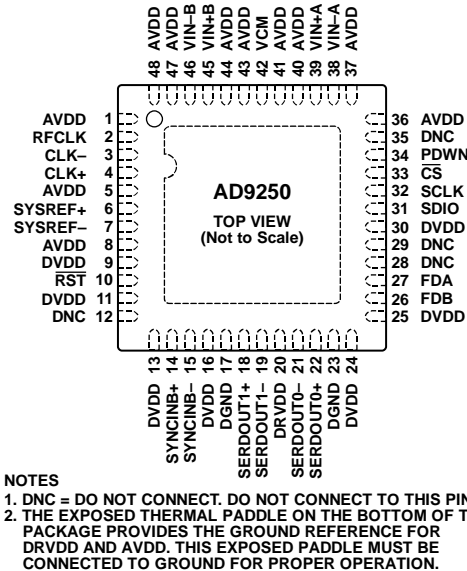 48 AVDD
47 AVDD
46 VIN–B
45 VIN+B
44 AVDD
43 AVDD
42 VCM
41 AVDD
40 AVDD
39 VIN+A
38 VIN–A
37 AVDD
AVDD 1
RFCLK 2
CLK– 3
CLK+ 4
AVDD 5
SYSREF+ 6
SYSREF– 7
AVDD 8
DVDD 9
RST 10
DVDD 11
DNC 12
AD9250
TOP VIEW
(Not to Scale)
36 AVDD
35 DNC
34 PDWN
33 CS
32 SCLK
31 SDIO
30 DVDD
29 DNC
28 DNC
27 FDA
26 FDB
25 DVDD
DVDD 13
SYNCINB+ 14
SYNCINB– 15
DVDD 16
DGND 17
SERDOUT1+ 18
SERDOUT1– 19
DRVDD 20
SERDOUT0– 21
SERDOUT0+ 22
DGND 23
DVDD 24
NOTES
1. DNC = DO NOT CONNECT. DO NOT CONNECT TO THIS PIN
2. THE EXPOSED THERMAL PADDLE ON THE BOTTOM OF T
PACKAGE PROVIDES THE GROUND REFERENCE FOR
DRVDD AND AVDD. THIS EXPOSED PADDLE MUST BE
CONNECTED TO GROUND FOR PROPER OPERATION.